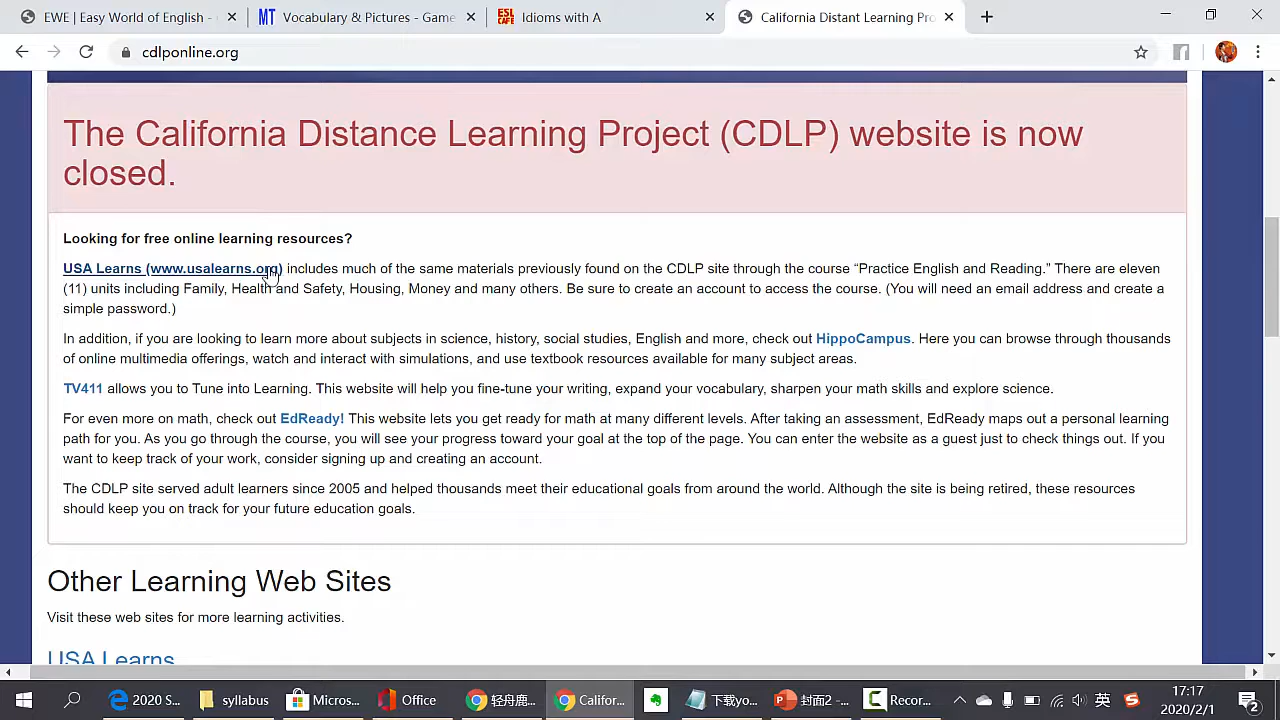 EWE | Easy World of English -
MT Vocabulary & Pictures - Game
ESL CAFE Idioms with A
California Distant Learning Pro
cdlponline.org
The California Distance Learning Project (CDLP) website is now
closed.
Looking for free online learning resources?
USA Learns (www.usalearns.org) includes much of the same materials previously found on the CDLP site through the course “Practice English and Reading.” There are eleven
(11) units including Family, Health and Safety, Housing, Money and many others. Be sure to create an account to access the course. (You will need an email address and create a
simple password.)
In addition, if you are looking to learn more about subjects in science, history, social studies, English and more, check out HippoCampus. Here you can browse through thousands
of online multimedia offerings, watch and interact with simulations, and use textbook resources available for many subject areas.
TV411 allows you to Tune into Learning. This website will help you fine-tune your writing, expand your vocabulary, sharpen your math skills and explore science.
For even more on math, check out EdReady! This website lets you get ready for math at many different levels. After taking an assessment, EdReady maps out a personal learning
path for you. As you go through the course, you will see your progress toward your goal at the top of the page. You can enter the website as a guest just to check things out. If you
want to keep track of your work, consider signing up and creating an account.
The CDLP site served adult learners since 2005 and helped thousands meet their educational goals from around the world. Although the site is being retired, these resources
should keep you on track for your future education goals.
Other Learning Web Sites
Visit these web sites for more learning activities.
USA Learns
2020 S...
syllabus
Micros...
Office
轻舟鹿...
Califor...
下载yo...
封面2 -...
Recor...
英
17:17
2020/2/1
2